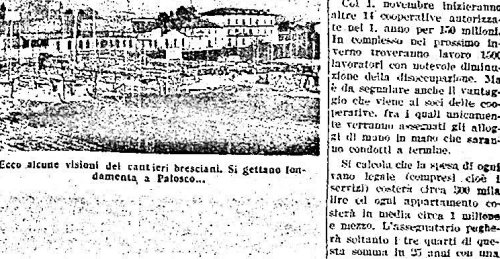 Ecco alcune visioni dei cantieri bresciani. Si gettano fon-
damenta a Palosco...
Col 1. novembre inizieranno
altre 14 cooperative autorizza-
te nel 1. anno per 150 milioni.
In complesso nel prossimo in-
verno troveranno lavoro 1500
lavoratori con notevole diminu-
zione della disoccupazione. Ma
è da segnalare anche il vantag-
gio che viene ai soci delle coo-
perative, fra i quali unicamen-
te verranno assegnati gli allog-
gi di mano in mano che saran-
no condotti a termine.
Si calcola che la spesa di ogni
vano legale (compresi cioè i
servizi) costerà circa 300 mila
lire ed ogni appartamento co-
sterà in media circa 1 milione
e mezzo. L'assegnatario paghe-
rà soltanto i tre quarti di que-
sta somma in 25 anni con una